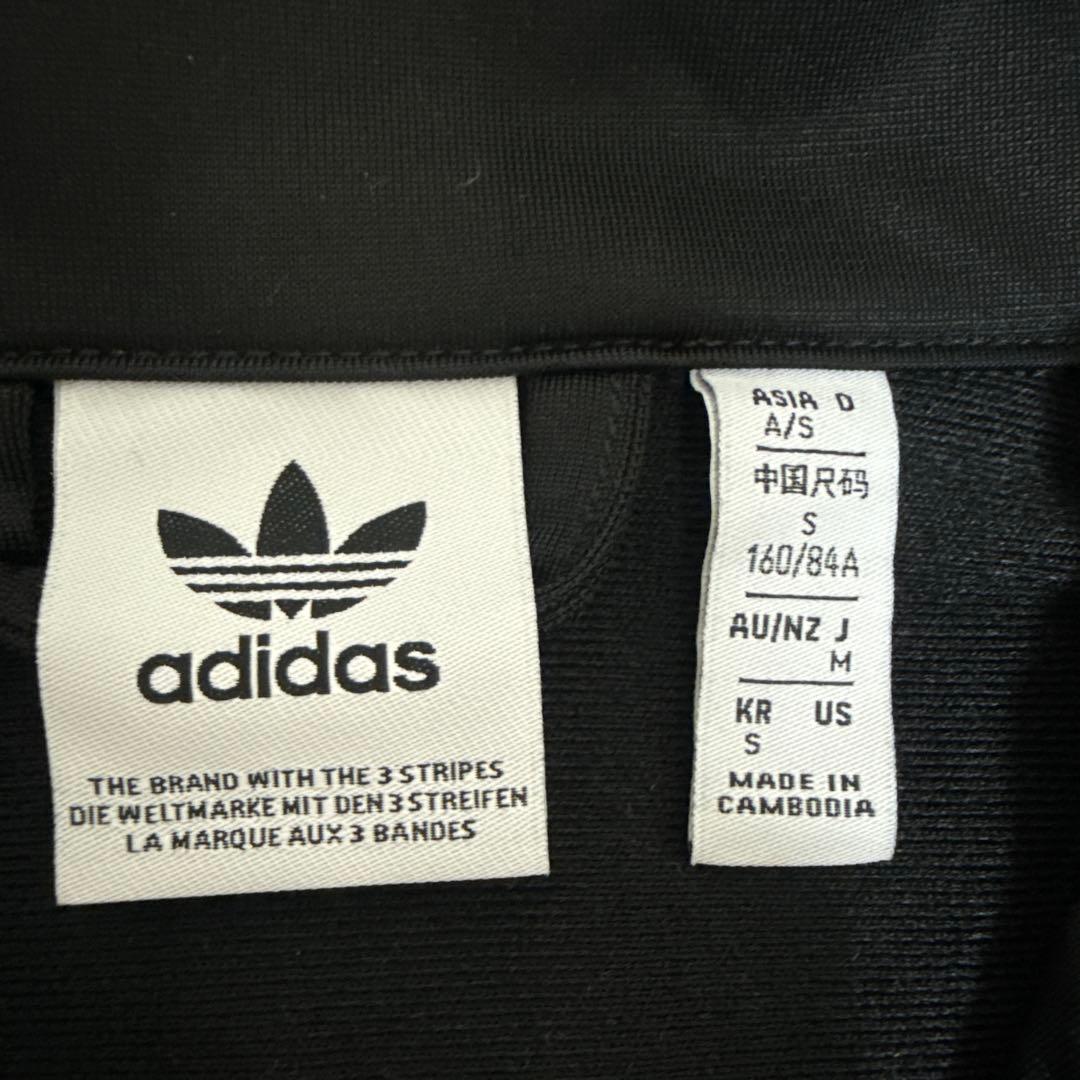 adidas
THE BRAND WITH THE 3 STRIPES
DIE WELTMARKE MIT DEN 3 STREIFEN
LA MARQUE AUX 3 BANDES
ASIA D
A/S
中国尺码
S
160/84A
AU/NZ J
M
KR US
S
MADE IN
CAMBODIA